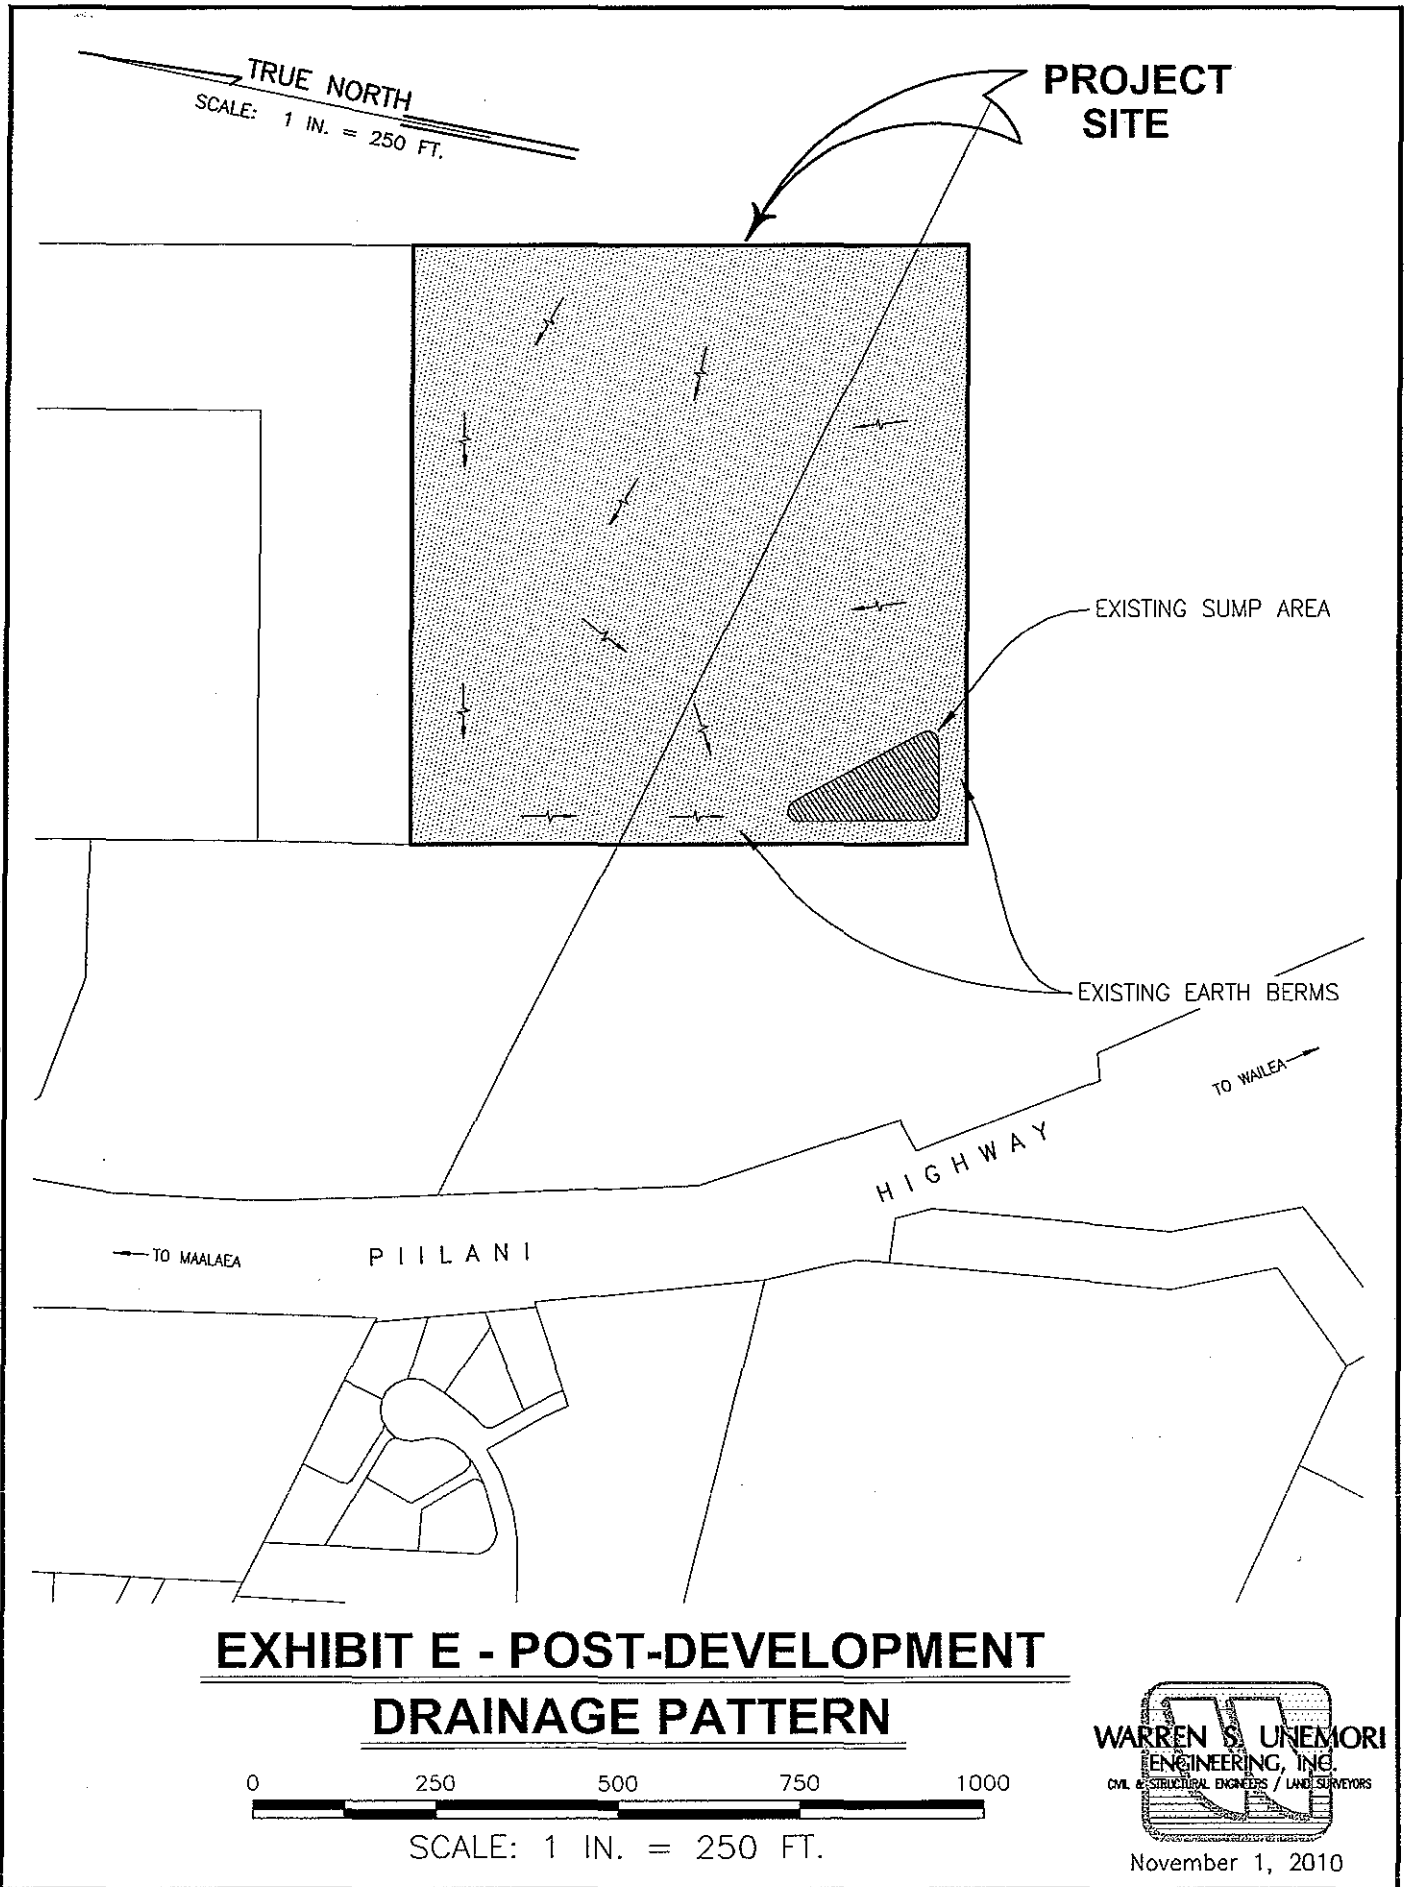 TRUE NORTH
SCALE: 1 IN. = 250 FT.
PROJECT
SITE
EXISTING SUMP AREA
EXISTING EARTH BERMS
TO WAILEA
HIGHWAY
PIILANI
TO MAALAEA
EXHIBIT E - POST-DEVELOPMENT
DRAINAGE PATTERN
0 250 500 750 1000
SCALE: 1 IN. = 250 FT.
WARREN S. UNEMORI
ENGINEERING, INC.
CIVIL & STRUCTURAL ENGINEERS / LAND SURVEYORS
November 1, 2010